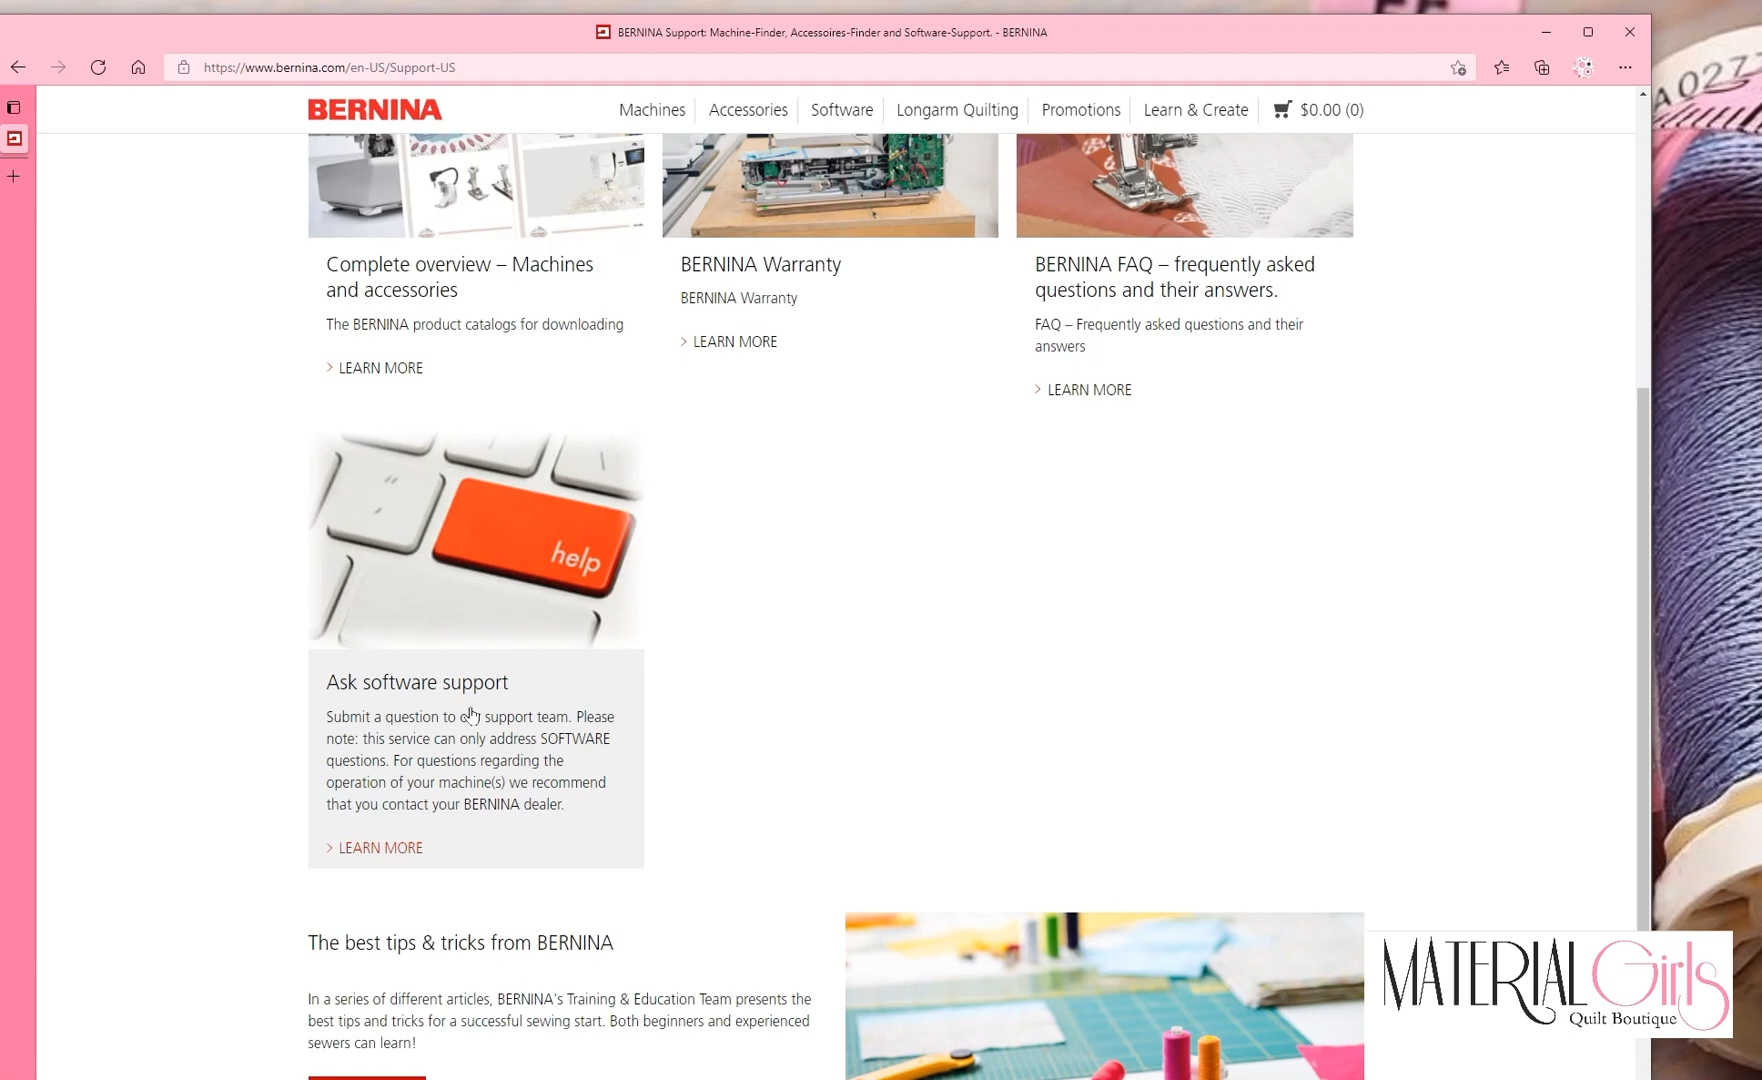 BERNINA Support: Machine-Finder, Accessoires-Finder and Software-Support. - BERNINA
https://www.bernina.com/en-US/Support-US
BERNINA
Machines
Accessories
Software
Longarm Quilting
Promotions
Learn & Create
$0.00 (0)
Complete overview – Machines
and accessories
The BERNINA product catalogs for downloading
LEARN MORE
BERNINA Warranty
BERNINA Warranty
LEARN MORE
BERNINA FAQ – frequently asked
questions and their answers.
FAQ – Frequently asked questions and their
answers
LEARN MORE
help
Ask software support
Submit a question to our support team. Please
note: this service can only address SOFTWARE
questions. For questions regarding the
operation of your machine(s) we recommend
that you contact your BERNINA dealer.
LEARN MORE
The best tips & tricks from BERNINA
In a series of different articles, BERNINA's Training & Education Team presents the
best tips and tricks for a successful sewing start. Both beginners and experienced
sewers can learn!
MATERIAL Girls
Quilt Boutique
A027